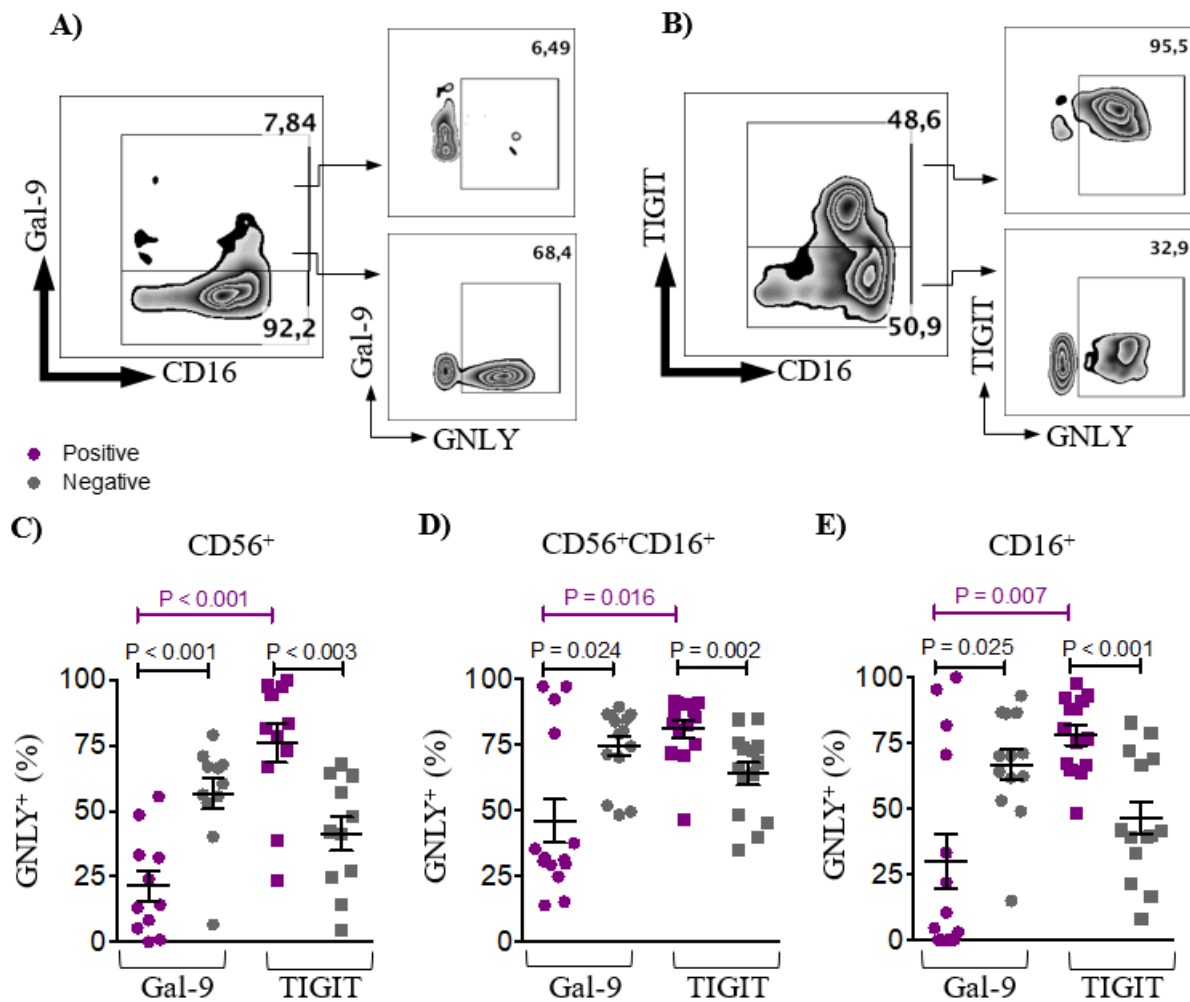 A)
6,49
7,84
Gal-9
92,2
CD16
68,4
Gal-9
GNLY
B)
95,5
48,6
TIGIT
50,9
CD16
32,9
TIGIT
GNLY
Positive
Negative
C)
CD56+
P < 0.001
P < 0.001
P < 0.003
GNLY+ (%)
100
75
50
25
0
Gal-9
TIGIT
D)
CD56+CD16+
P = 0.016
P = 0.024
P = 0.002
GNLY+ (%)
100
75
50
25
0
Gal-9
TIGIT
E)
CD16+
P = 0.007
P = 0.025
P < 0.001
GNLY+ (%)
100
75
50
25
0
Gal-9
TIGIT